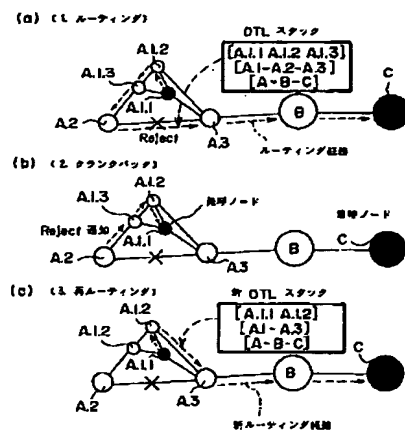 (a) (1. ルーティング)
DTL スタック
[A.1.1 A.1.2 A.1.3]
[A.1-A.2-A.3]
[A-B-C]
A.1.2
A.1.3
A.1.1
A.2
Reject
A.3
B
C
ルーティング経路
(b) (2. クランクバック)
A.1.2
A.1.3
発呼ノード
Reject 通知
A.2
A.1.1
A.3
B
着呼ノード
C
(c) (3. 再ルーティング)
新 DTL スタック
[A.1.1 A.1.2]
[A.1-A.3]
[A-B-C]
A.1.2
A.1.2
A.1.1
A.2
A.3
B
C
新ルーティング経路